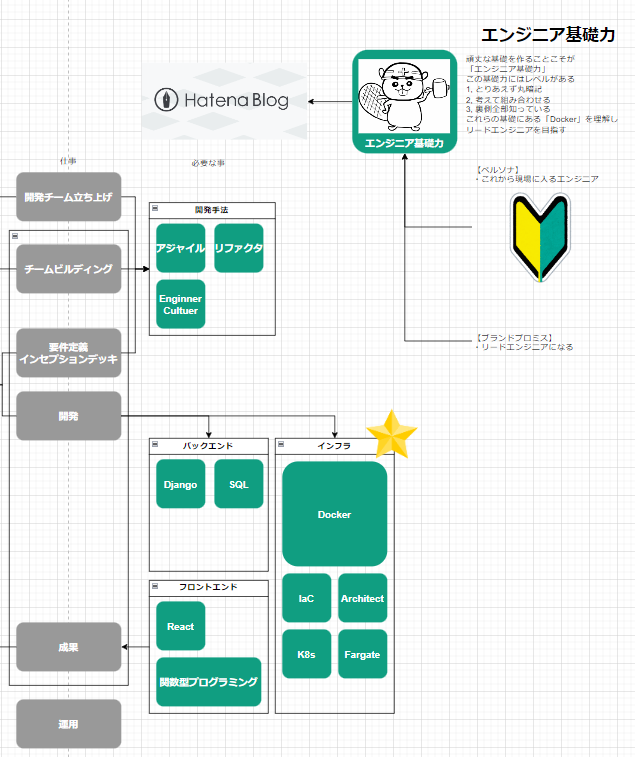 エンジニア基礎力
頑丈な基礎を作ることこそが
「エンジニア基礎力」
この基礎力にはレベルがある
1, とりあえず丸暗記
2, 考えて組み合わせる
3, 裏側全部知っている
これらの基礎にある「Docker」を理解し
リードエンジニアを目指す
Hatena Blog
エンジニア基礎力
仕事
必要な事
【ペルソナ】
・これから現場に入るエンジニア
開発チーム立ち上げ
開発手法
アジャイル
リファクタ
チームビルディング
Enginner
Cultuer
要件定義
インセプションデッキ
【ブランドプロミス】
・リードエンジニアになる
開発
バックエンド
インフラ
Django
SQL
Docker
フロントエンド
IaC
Architect
React
成果
K8s
Fargate
関数型プログラミング
運用